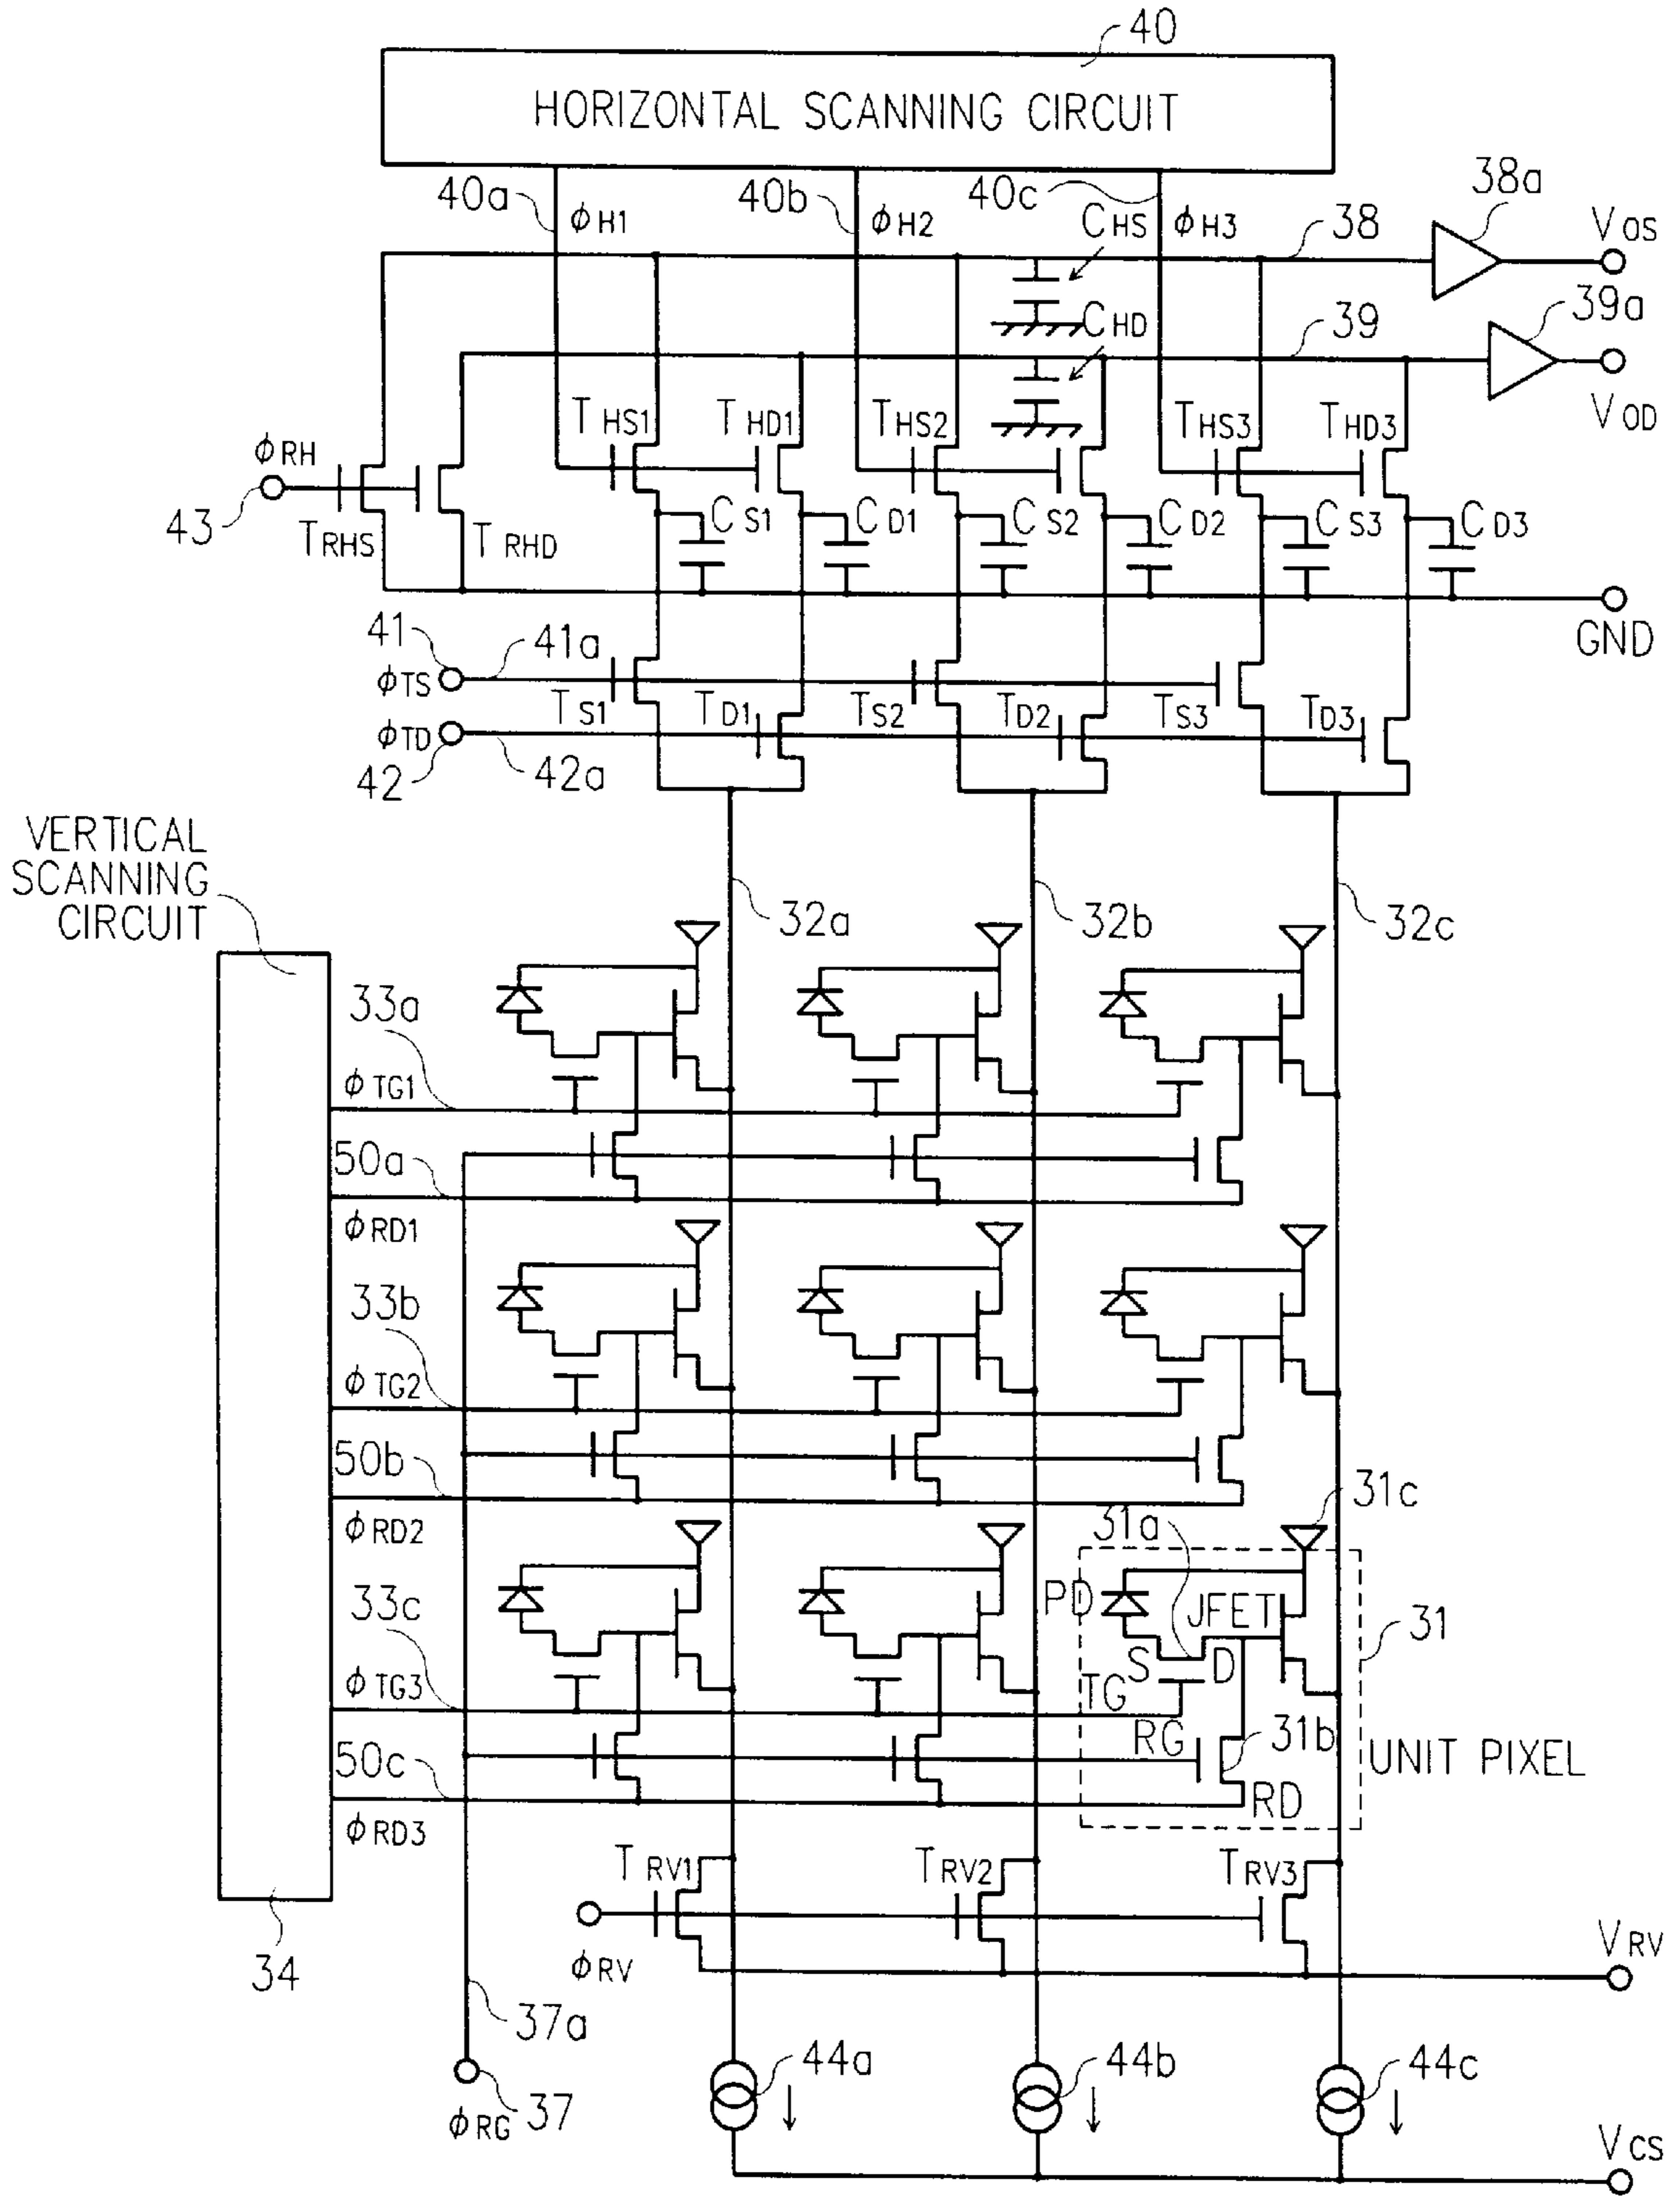 40
HORIZONTAL SCANNING CIRCUIT
40a
ϕH1
40b
ϕH2
40c
CHS
ϕH3
38
38a
VOS
CHD
39
39a
VOD
THS1
THD1
THS2
THS3
THD3
ϕRH
43
TRHS
TRHD
CS1
CD1
CS2
CD2
CS3
CD3
GND
41
41a
ϕTS
TS1
TD1
TS2
TD2
TS3
TD3
ϕTD
42
42a
VERTICAL
SCANNING
CIRCUIT
32a
32b
32c
33a
ϕTG1
50a
ϕRD1
33b
ϕTG2
50b
ϕRD2
31c
31a
PD
JFET
31
33c
S
D
ϕTG3
TG
RG
31b
UNIT PIXEL
50c
RD
ϕRD3
TRV1
TRV2
TRV3
34
ϕRV
VRV
37a
44a
44b
44c
37
ϕRG
VCS